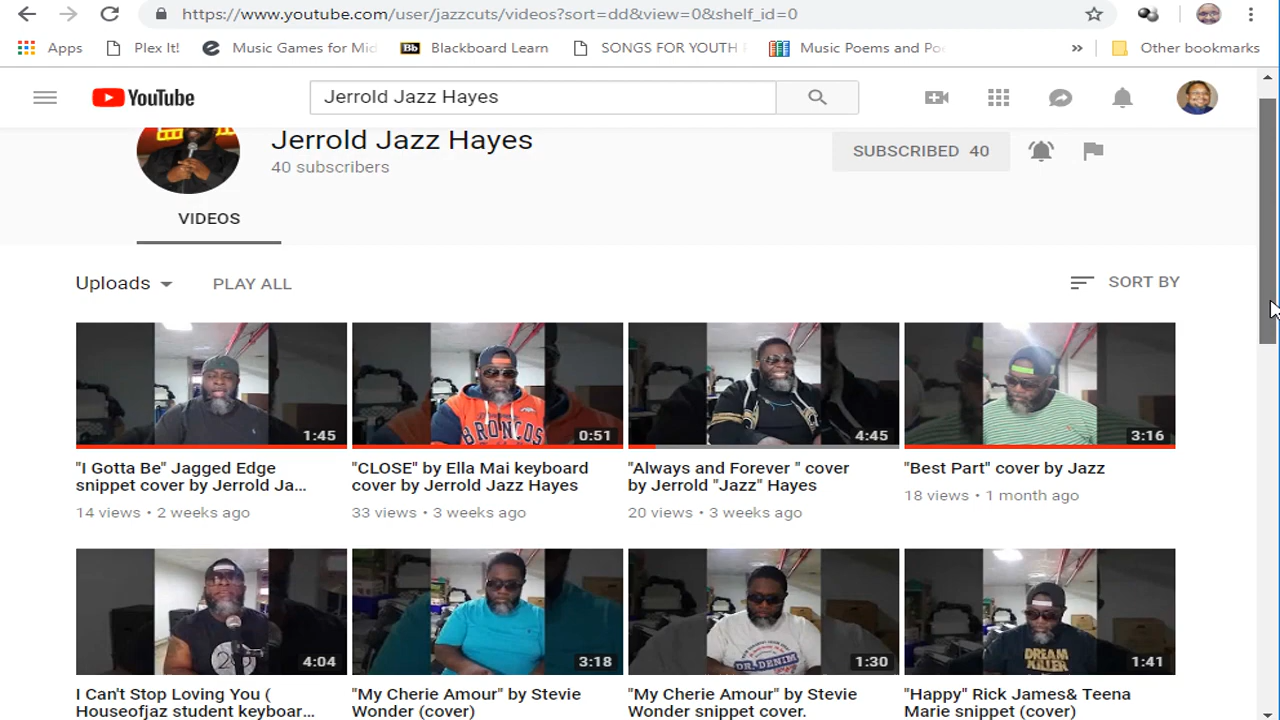 https://www.youtube.com/user/jazzcuts/videos?sort=dd&view=0&shelf_id=0
Apps Plex It! Music Games for Mid Bb Blackboard Learn SONGS FOR YOUTH Music Poems and Po » Other bookmarks
YouTube Jerrold Jazz Hayes
Jerrold Jazz Hayes
40 subscribers
SUBSCRIBED 40
VIDEOS
Uploads PLAY ALL SORT BY
BRONCOS
1:45 0:51 4:45 3:16
"I Gotta Be" Jagged Edge
snippet cover by Jerrold Ja...
14 views • 2 weeks ago
"CLOSE" by Ella Mai keyboard
cover by Jerrold Jazz Hayes
33 views • 3 weeks ago
"Always and Forever " cover
by Jerrold "Jazz" Hayes
20 views • 3 weeks ago
"Best Part" cover by Jazz
18 views • 1 month ago
DR. DENIM
DREAM
KILLER
4:04 3:18 1:30 1:41
I Can't Stop Loving You (
Houseofjaz student keyboar...
"My Cherie Amour" by Stevie
Wonder (cover)
"My Cherie Amour" by Stevie
Wonder snippet cover.
"Happy" Rick James& Teena
Marie snippet (cover)